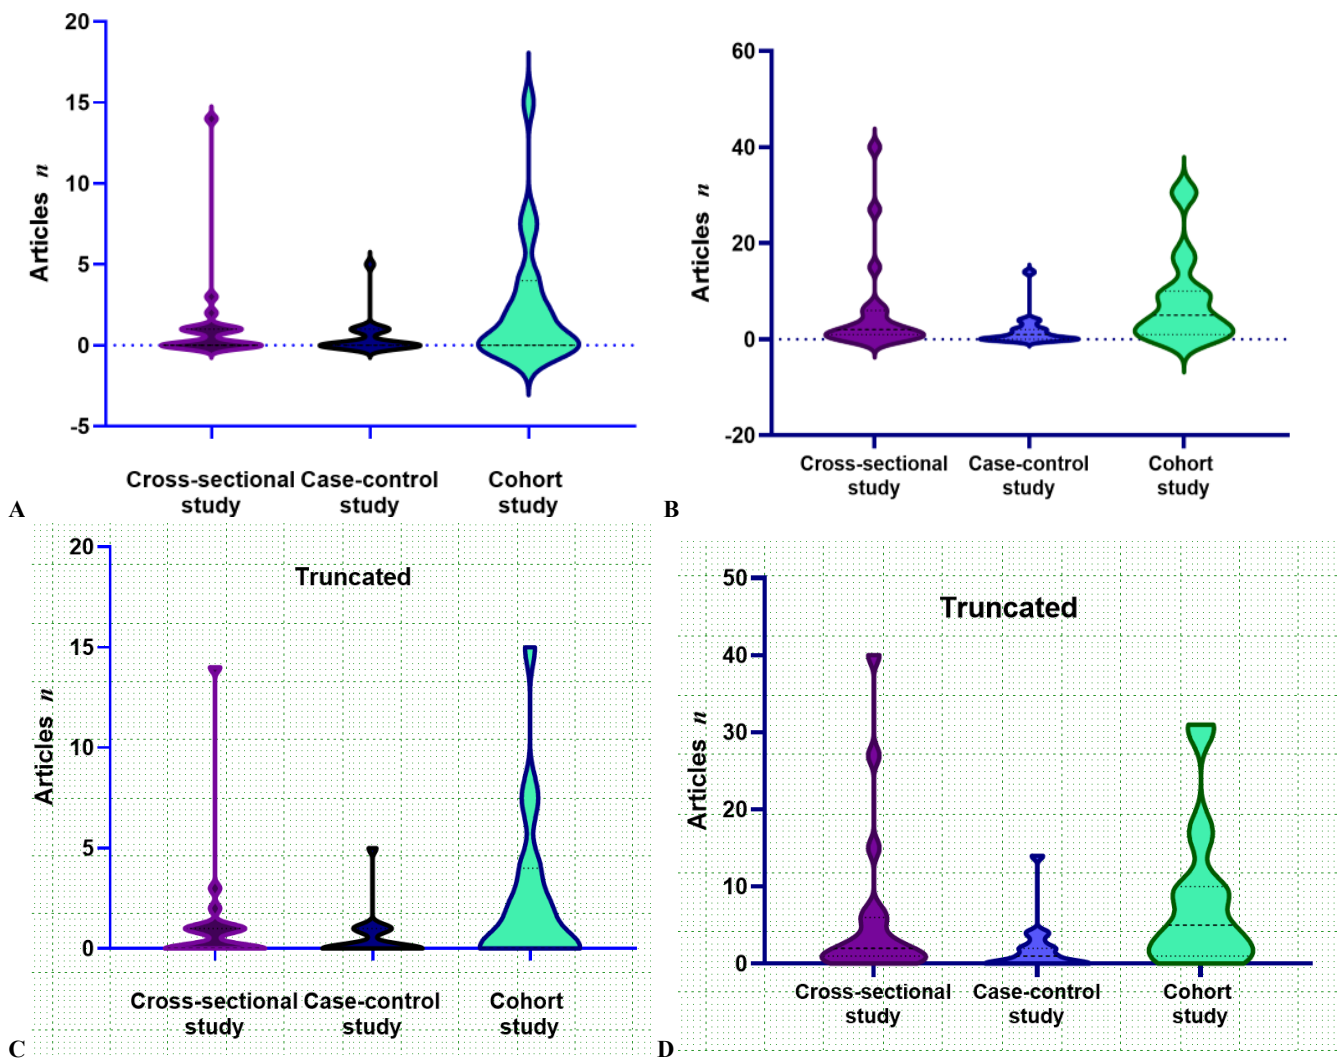 20
15
10
5
0
-5
Articles n
Cross-sectional Case-control Cohort
study study study
A
60
40
20
0
-20
Articles n
Cross-sectional Case-control Cohort
study study study
B
Truncated
20
15
10
5
0
Articles n
Cross-sectional Case-control Cohort
study study study
C
Truncated
50
40
30
20
10
0
Articles n
Cross-sectional Case-control Cohort
study study study
D